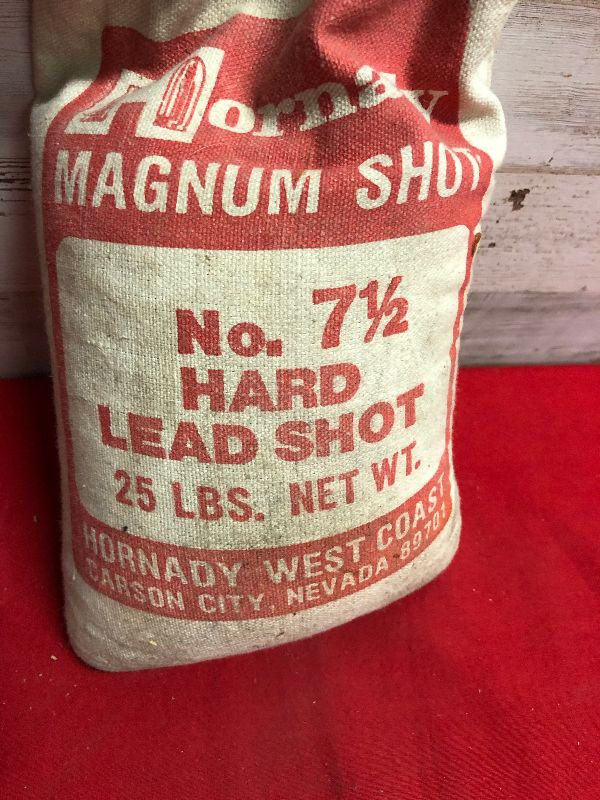 Hornady
MAGNUM SHOT
No. 7½
HARD
LEAD SHOT
25 LBS. NET WT.
HORNADY WEST COAST
CARSON CITY, NEVADA 89701